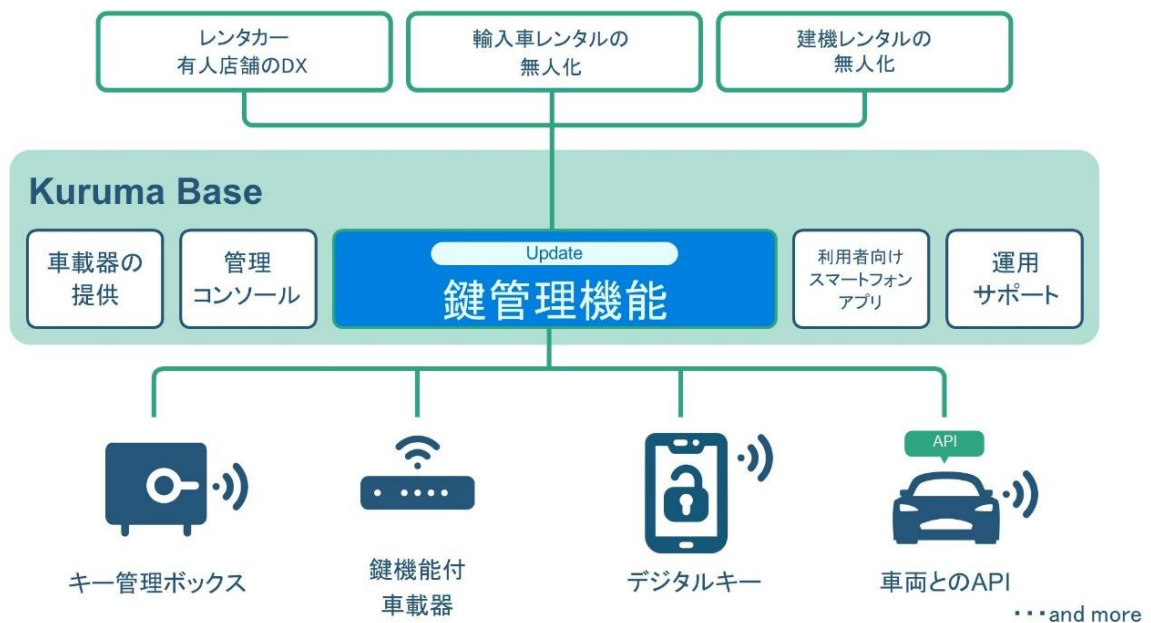 レンタカー
有人店舗のDX
輸入車レンタルの
無人化
建機レンタルの
無人化
Kuruma Base
車載器の
提供
管理
コンソール
Update
鍵管理機能
利用者向け
スマートフォン
アプリ
運用
サポート
キー管理ボックス
鍵機能付
車載器
デジタルキー
API
車両とのAPI
・・・and more